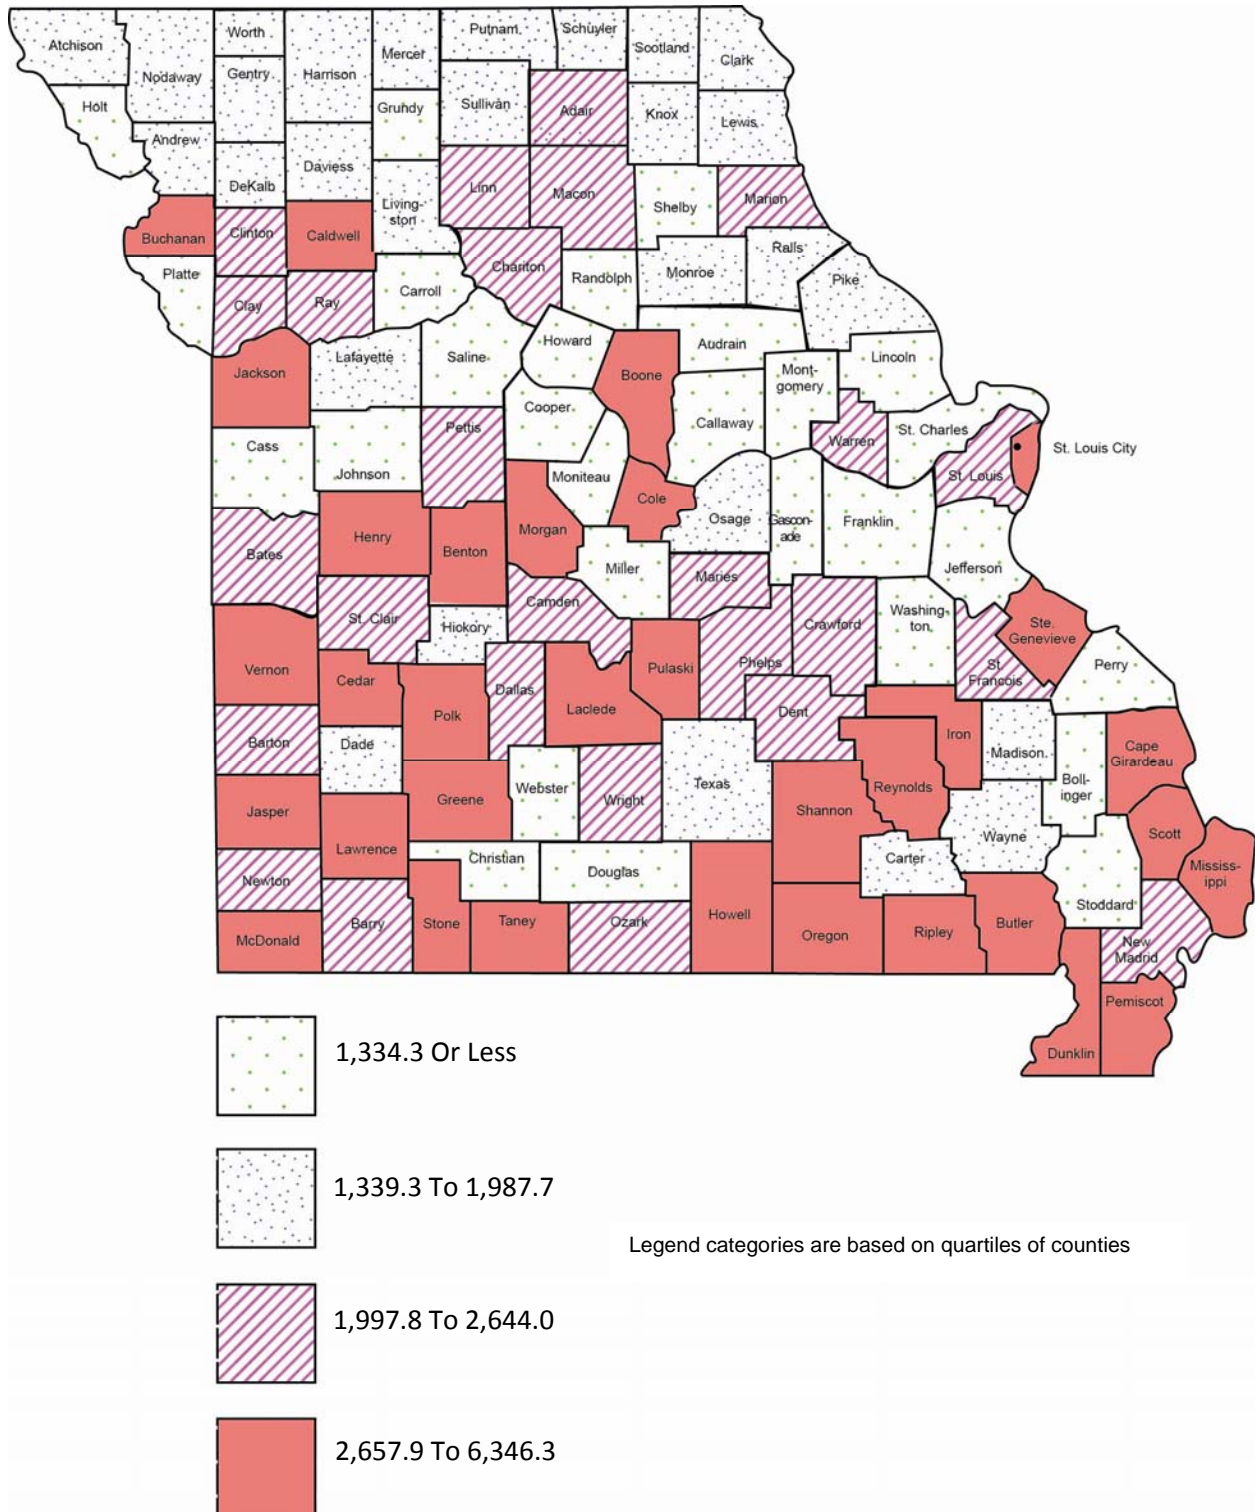 Atchison
Nodaway
Worth
Gentry
Harrison
Mercer
Putnam
Schuyler
Scotland
Clark
Holt
Andrew
DeKalb
Daviess
Grundy
Sullivan
Adair
Knox
Lewis
Living-
ston
Linn
Macon
Shelby
Marion
Buchanan
Clinton
Caldwell
Chariton
Randolph
Monroe
Ralls
Pike
Platte
Clay
Ray
Carroll
Jackson
Lafayette
Saline
Howard
Boone
Audrain
Mont-
gomery
Lincoln
Cooper
Callaway
Warren
St. Charles
St. Louis
St. Louis City
Cass
Johnson
Pettis
Moniteau
Cole
Osage
Gascon-
ade
Franklin
Jefferson
Bates
Henry
Benton
Morgan
Miller
Maries
Camden
St. Clair
Hickory
Crawford
Washing-
ton
Ste.
Genevieve
St.
Francois
Perry
Vernon
Cedar
Polk
Dallas
Laclede
Pulaski
Phelps
Dent
Iron
Madison
Boll-
inger
Cape
Girardeau
Barton
Dade
Greene
Webster
Wright
Texas
Shannon
Reynolds
Wayne
Scott
Mississ-
ippi
Jasper
Lawrence
Christian
Douglas
Carter
Stoddard
Newton
Barry
Stone
Taney
Ozark
Howell
Oregon
Ripley
Butler
New
Madrid
McDonald
Dunklin
Pemiscot
1,334.3 Or Less
1,339.3 To 1,987.7
Legend categories are based on quartiles of counties
1,997.8 To 2,644.0
2,657.9 To 6,346.3